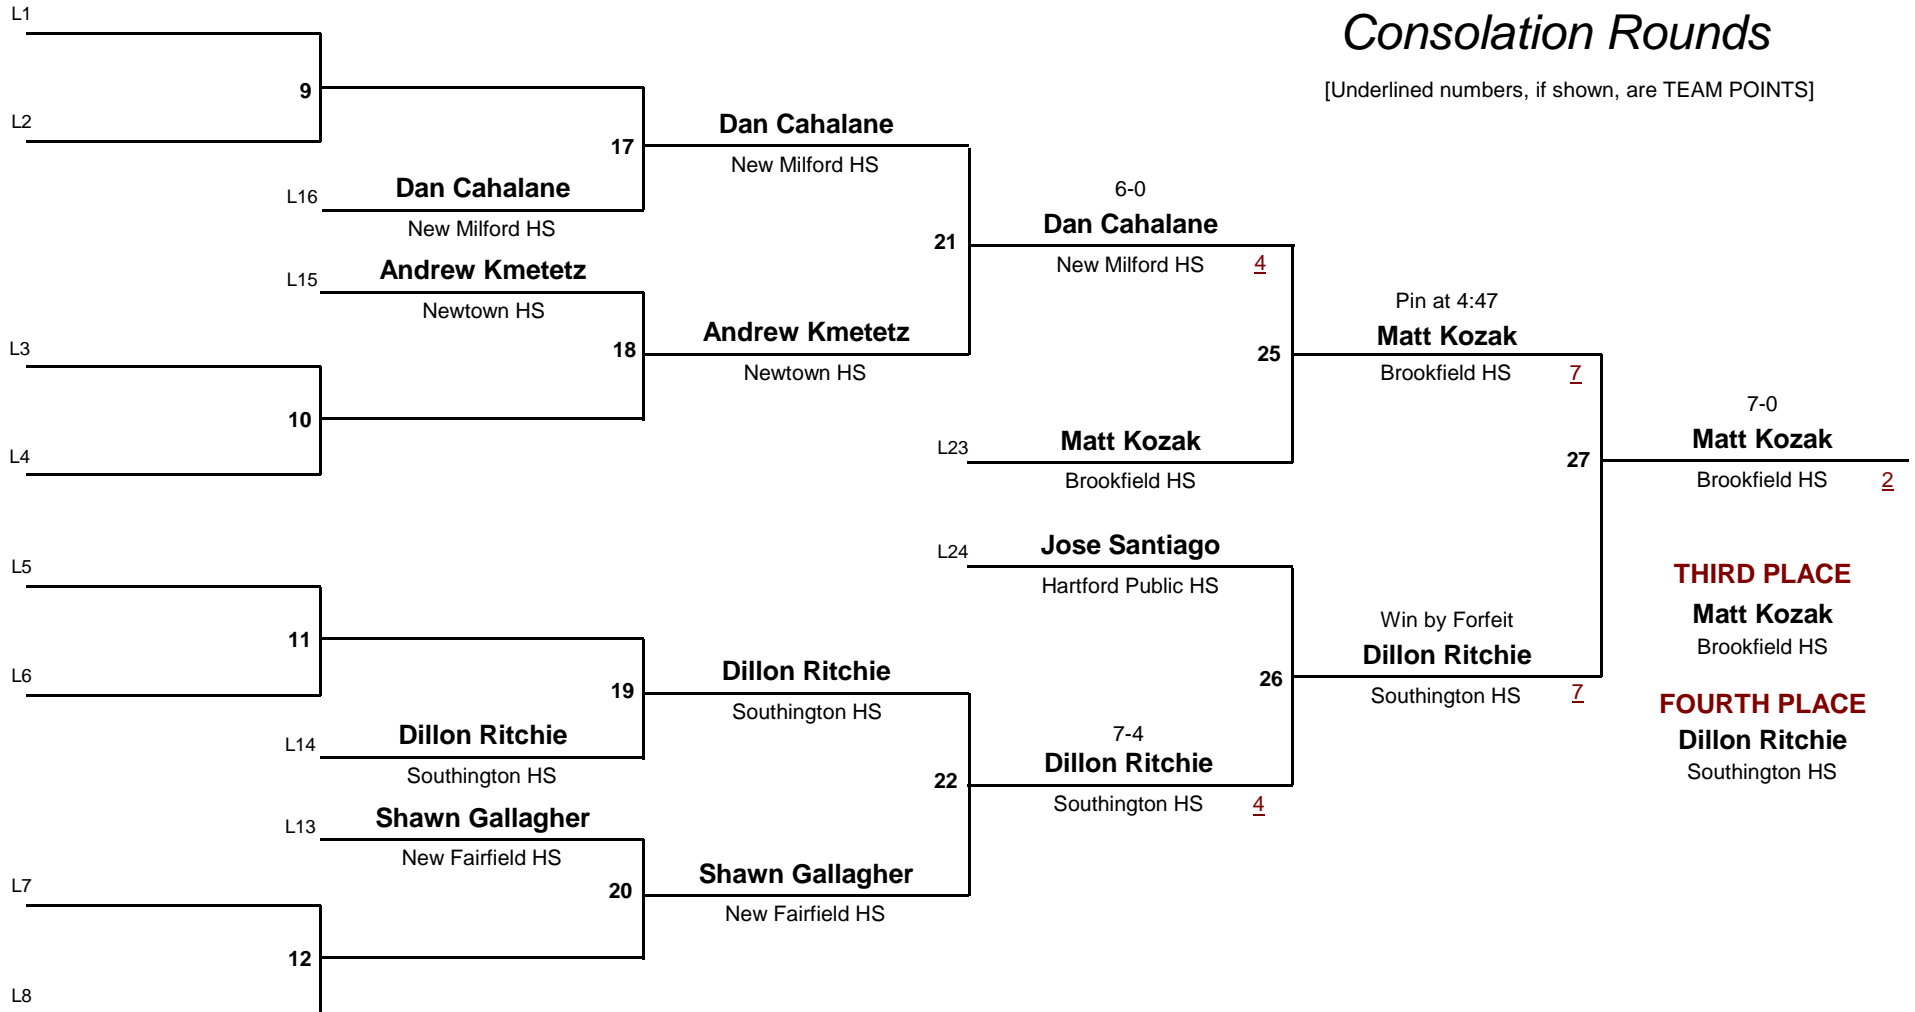 Consolation Rounds
[Underlined numbers, if shown, are TEAM POINTS]
L1
9
L2
17
Dan Cahalane
New Milford HS
L16
Dan Cahalane
New Milford HS
21
6-0
Dan Cahalane
New Milford HS 4
L15
Andrew Kmetetz
Newtown HS
18
Andrew Kmetetz
Newtown HS
L3
10
L4
25
Pin at 4:47
Matt Kozak
Brookfield HS 7
L23
Matt Kozak
Brookfield HS
27
7-0
Matt Kozak
Brookfield HS 2
L24
Jose Santiago
Hartford Public HS
L5
11
L6
19
Dillon Ritchie
Southington HS
L14
Dillon Ritchie
Southington HS
22
7-4
Dillon Ritchie
Southington HS 4
26
Win by Forfeit
Dillon Ritchie
Southington HS 7
L13
Shawn Gallagher
New Fairfield HS
20
Shawn Gallagher
New Fairfield HS
L7
12
L8
THIRD PLACE
Matt Kozak
Brookfield HS
FOURTH PLACE
Dillon Ritchie
Southington HS